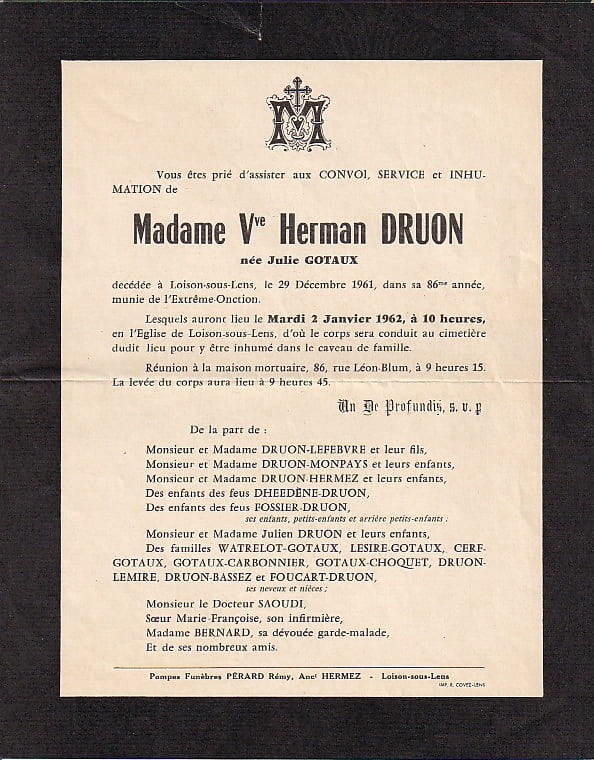 M
Vous êtes prié d'assister aux CONVOI, SERVICE et INHU-
MATION de
Madame Vve Herman DRUON
née Julie GOTAUX
decédée à Loison-sous-Lens, le 29 Décembre 1961, dans sa 86me année,
munie de l'Extrême-Onction.
Lesquels auront lieu le Mardi 2 Janvier 1962, à 10 heures,
en l'Eglise de Loison-sous-Lens, d'où le corps sera conduit au cimetière
dudit lieu pour y être inhumé dans le caveau de famille.
Réunion à la maison mortuaire, 86, rue Léon-Blum, à 9 heures 15.
La levée du corps aura lieu à 9 heures 45.
Un De Profundis, s. v. p
De la part de :
Monsieur et Madame DRUON-LEFEBVRE et leur fils,
Monsieur et Madame DRUON-MONPAYS et leurs enfants,
Monsieur et Madame DRUON-HERMEZ et leurs enfants,
Des enfants des feus DHEEDÈNE-DRUON,
Des enfants des feus FOSSIER-DRUON,
ses enfants, petits-enfants et arrière petits-enfants ;
Monsieur et Madame Julien DRUON et leurs enfants,
Des familles WATRELOT-GOTAUX, LESIRE-GOTAUX, CERF-
GOTAUX, GOTAUX-CARBONNIER, GOTAUX-CHOQUET, DRUON-
LEMIRE, DRUON-BASSEZ et FOUCART-DRUON,
ses neveux et nièces ;
Monsieur le Docteur SAOUDI,
Sœur Marie-Françoise, son infirmière,
Madame BERNARD, sa dévouée garde-malade,
Et de ses nombreux amis.
Pompes Funèbres PÉRARD Rémy, Anct HERMEZ - Loison-sous-Lens
IMP. R. COVEZ-LENS